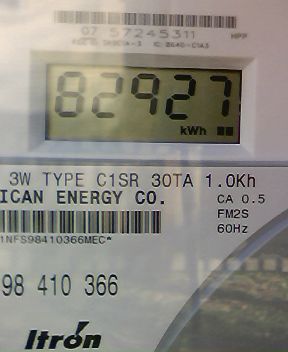 07 57245311
82927
kWh
3W TYPE C1SR 30TA 1.0Kh
ICAN ENERGY CO.
CA 0.5
FM2S
60Hz
1NFS98410366MEC*
98 410 366
Itron